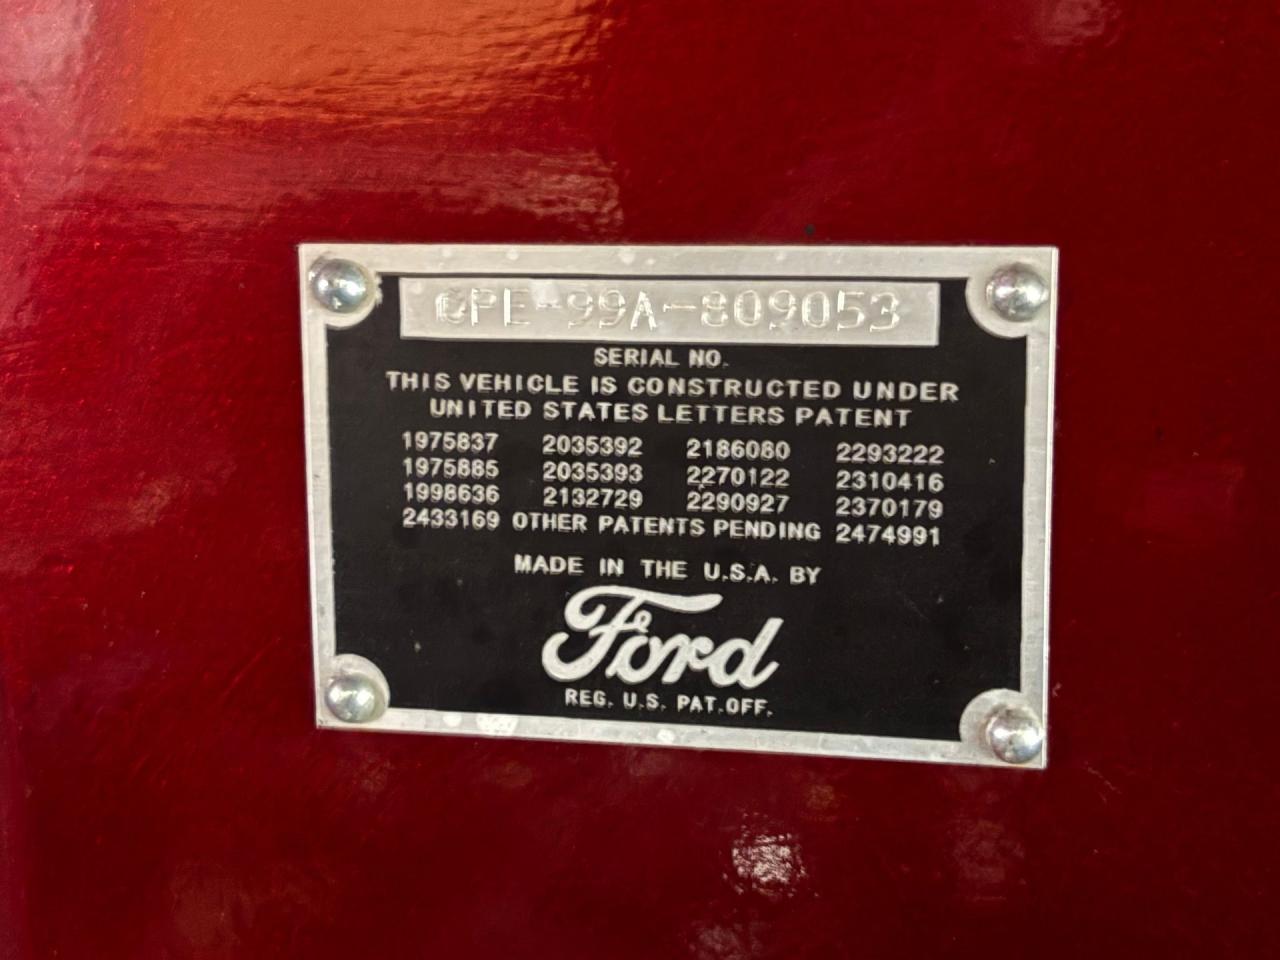 CPE-99A-809053
SERIAL NO.
THIS VEHICLE IS CONSTRUCTED UNDER
UNITED STATES LETTERS PATENT
1975837 2035392 2186080 2293222
1975885 2035393 2270122 2310416
1998636 2132729 2290927 2370179
2433169 OTHER PATENTS PENDING 2474991
MADE IN THE U.S.A. BY
Ford
REG. U.S. PAT. OFF.